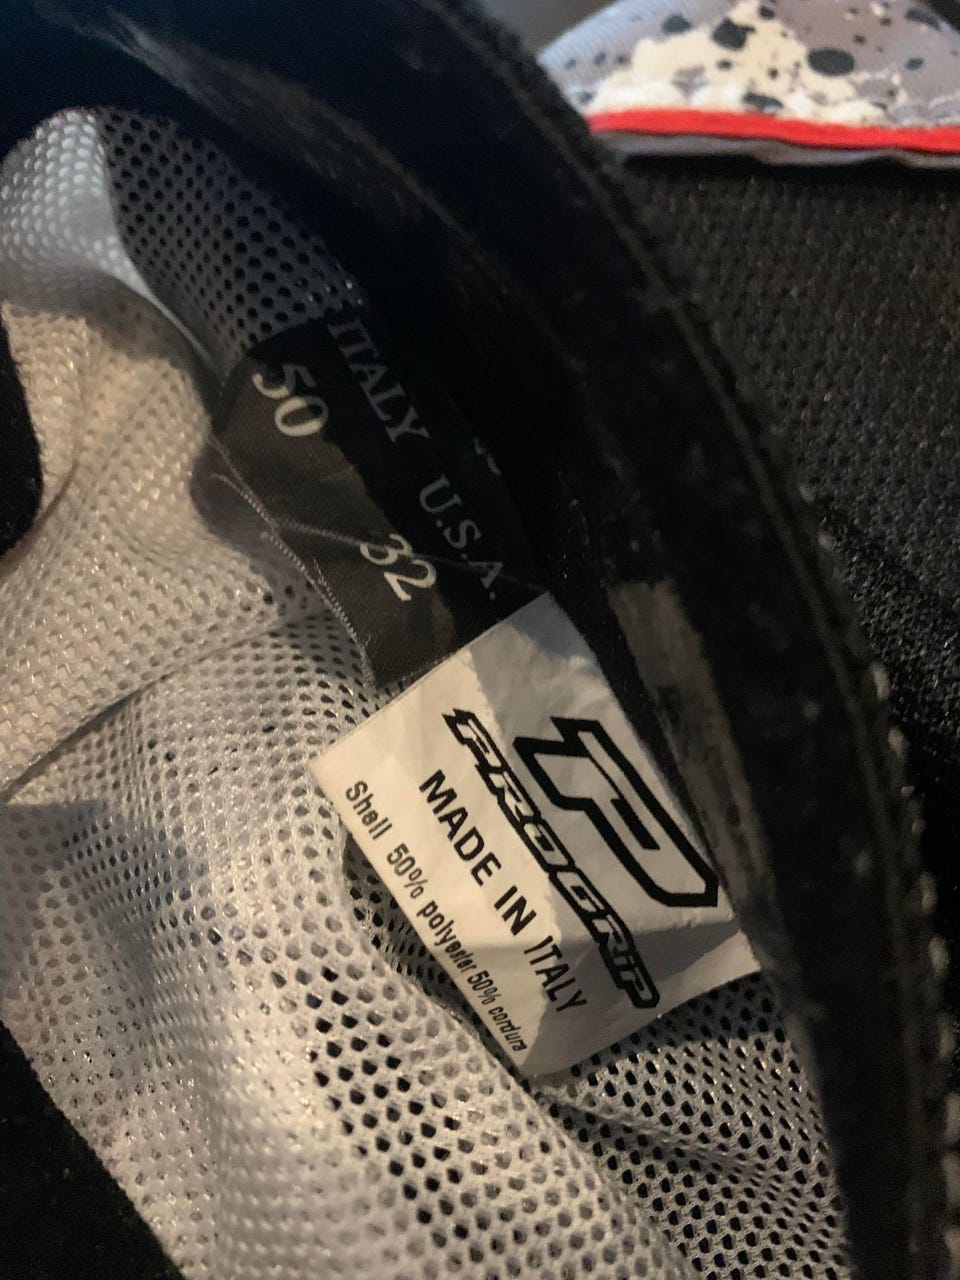 ITALY U.S.A.
50 32
PROGRIP
MADE IN ITALY
Shell 50% polyester 50% cordura